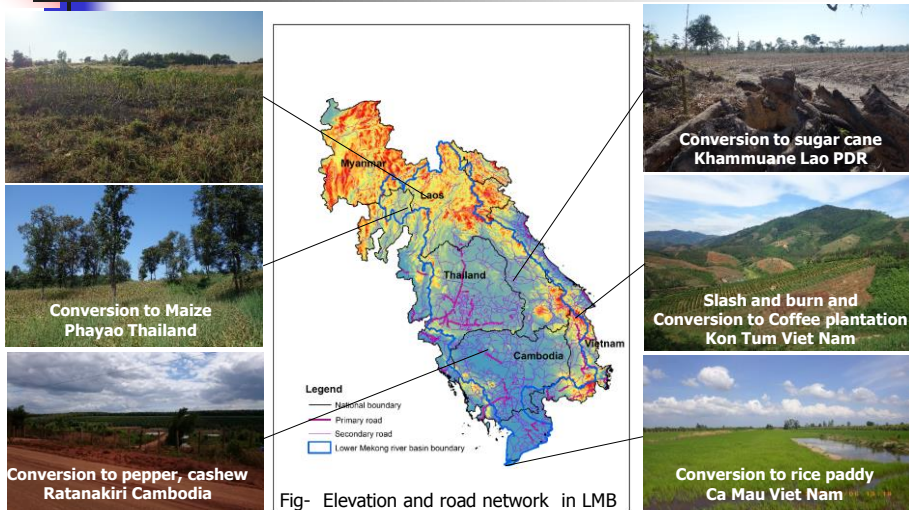 Conversion to Maize
Phayao Thailand
Conversion to pepper, cashew
Ratanakiri Cambodia
Myanmar
Laos
Thailand
Vietnam
Cambodia
Legend
National boundary
Primary road
Secondary road
Lower Mekong river basin boundary
Fig- Elevation and road network in LMB
Conversion to sugar cane
Khammuane Lao PDR
Slash and burn and
Conversion to Coffee plantation
Kon Tum Viet Nam
Conversion to rice paddy
Ca Mau Viet Nam